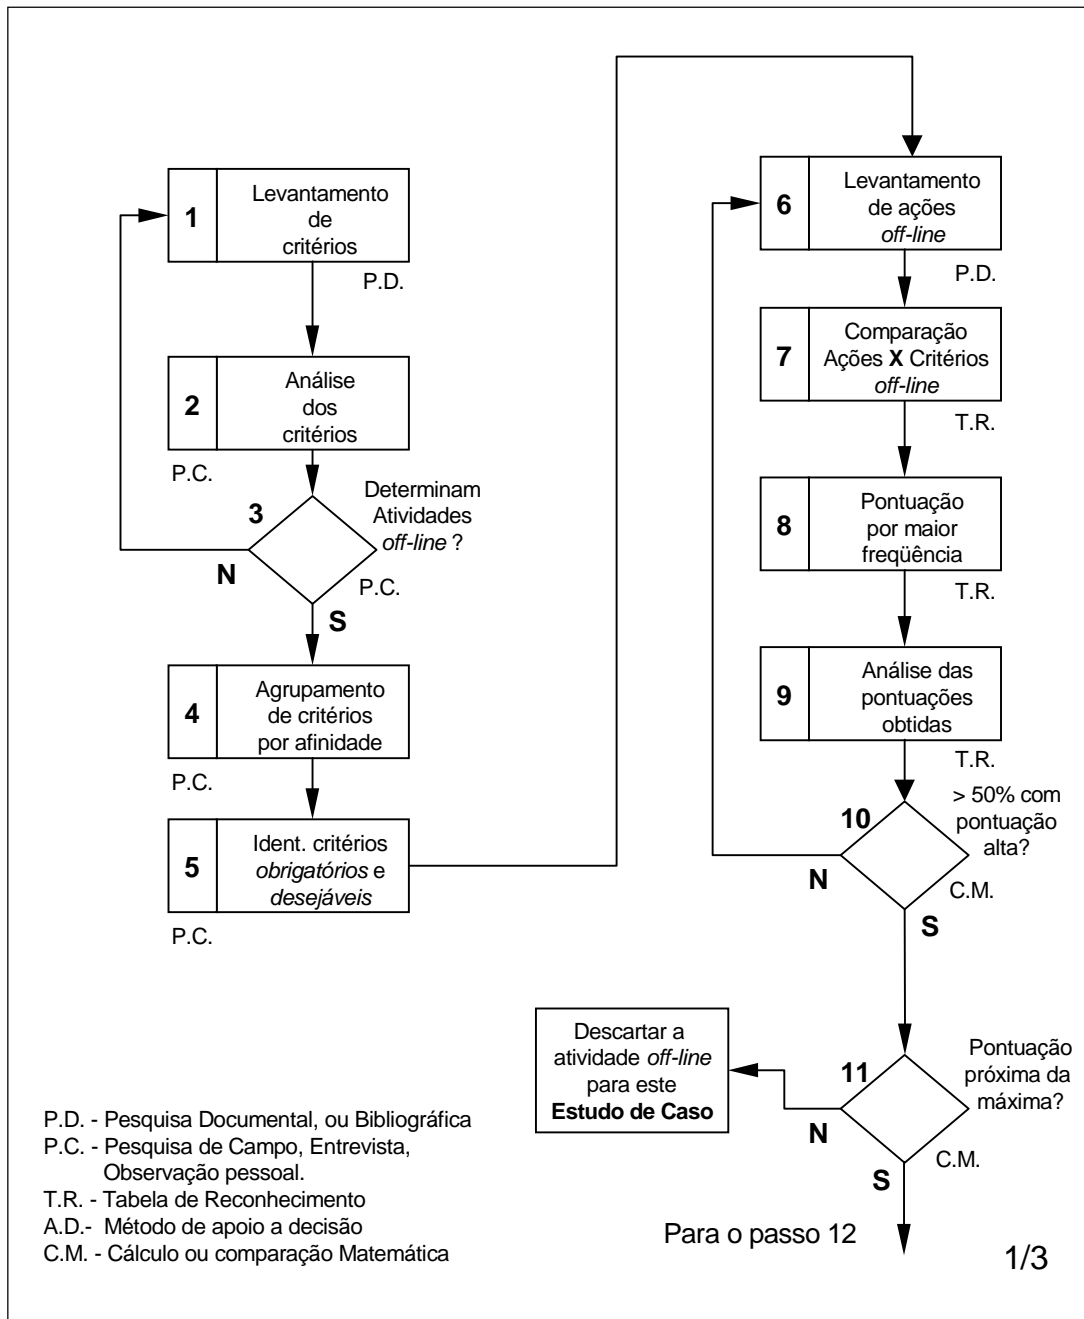 1
Levantamento
de
critérios
P.D.
2
Análise
dos
critérios
P.C.
3
Determinam
Atividades
off-line ?
N
P.C.
S
4
Agrupamento
de critérios
por afinidade
P.C.
5
Ident. critérios
obrigatórios e
desejáveis
P.C.
6
Levantamento
de ações
off-line
P.D.
7
Comparação
Ações X Critérios
off-line
T.R.
8
Pontuação
por maior
freqüência
T.R.
9
Análise das
pontuações
obtidas
T.R.
10
> 50% com
pontuação
alta?
N
C.M.
S
Descartar a
atividade off-line
para este
Estudo de Caso
11
Pontuação
próxima da
máxima?
N
C.M.
S
Para o passo 12
P.D. - Pesquisa Documental, ou Bibliográfica
P.C. - Pesquisa de Campo, Entrevista,
Observação pessoal.
T.R. - Tabela de Reconhecimento
A.D.- Método de apoio a decisão
C.M. - Cálculo ou comparação Matemática
1/3